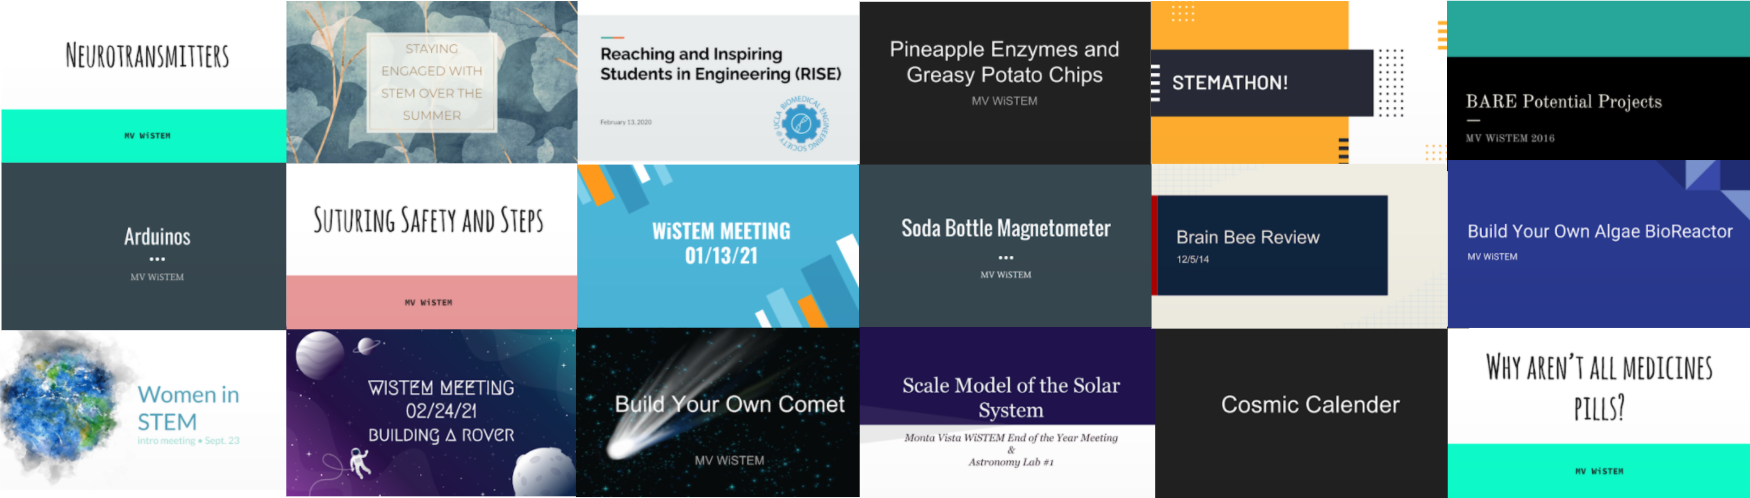 NEUROTRANSMITTERS
MV WiSTEM
STAYING
ENGAGED WITH
STEM OVER THE
SUMMER
Reaching and Inspiring
Students in Engineering (RISE)
February 13, 2020
BIOMEDICAL ENGINEERING SOCIETY @ UCLA
Pineapple Enzymes and
Greasy Potato Chips
MV WiSTEM
STEMATHON!
BARE Potential Projects
MV WiSTEM 2016
Arduinos
MV WiSTEM
SUTURING SAFETY AND STEPS
MV WiSTEM
WiSTEM MEETING
01/13/21
Soda Bottle Magnetometer
MV WiSTEM
Brain Bee Review
12/5/14
Build Your Own Algae BioReactor
MV WiSTEM
Women in
STEM
intro meeting • Sept. 23
WISTEM MEETING
02/24/21
BUILDING A ROVER
Build Your Own Comet
MV WiSTEM
Scale Model of the Solar
System
Monta Vista WiSTEM End of the Year Meeting
&
Astronomy Lab #1
Cosmic Calender
WHY AREN'T ALL MEDICINES
PILLS?
MV WiSTEM